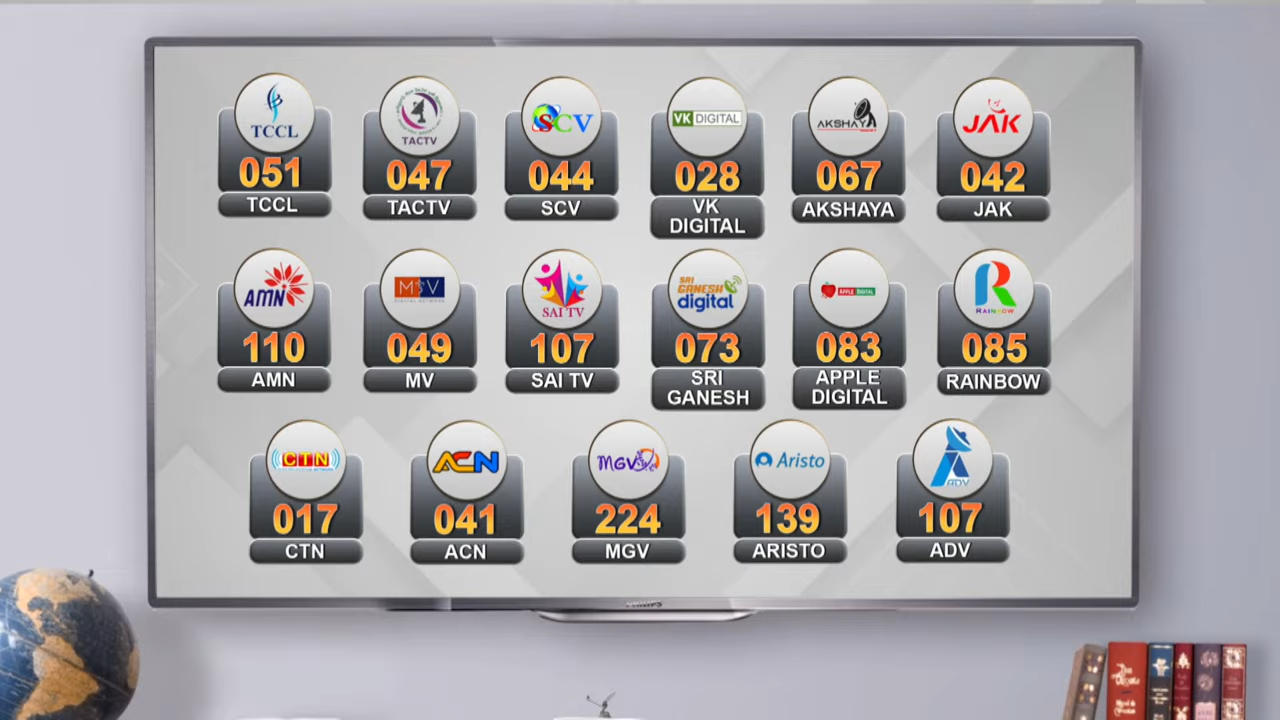 TCCL
051
TCCL
TACTV
047
TACTV
SCV
044
SCV
VK DIGITAL
028
VK
DIGITAL
AKSHAYA
067
AKSHAYA
JAK
042
JAK
AMN
110
AMN
MV
049
MV
SAI TV
107
SAI TV
SRI
GANESH
digital
073
SRI
GANESH
APPLE DIGITAL
083
APPLE
DIGITAL
RAINBOW
085
RAINBOW
CTN
017
CTN
ACN
041
ACN
MGV
224
MGV
Aristo
139
ARISTO
ADV
107
ADV
PHILIPS